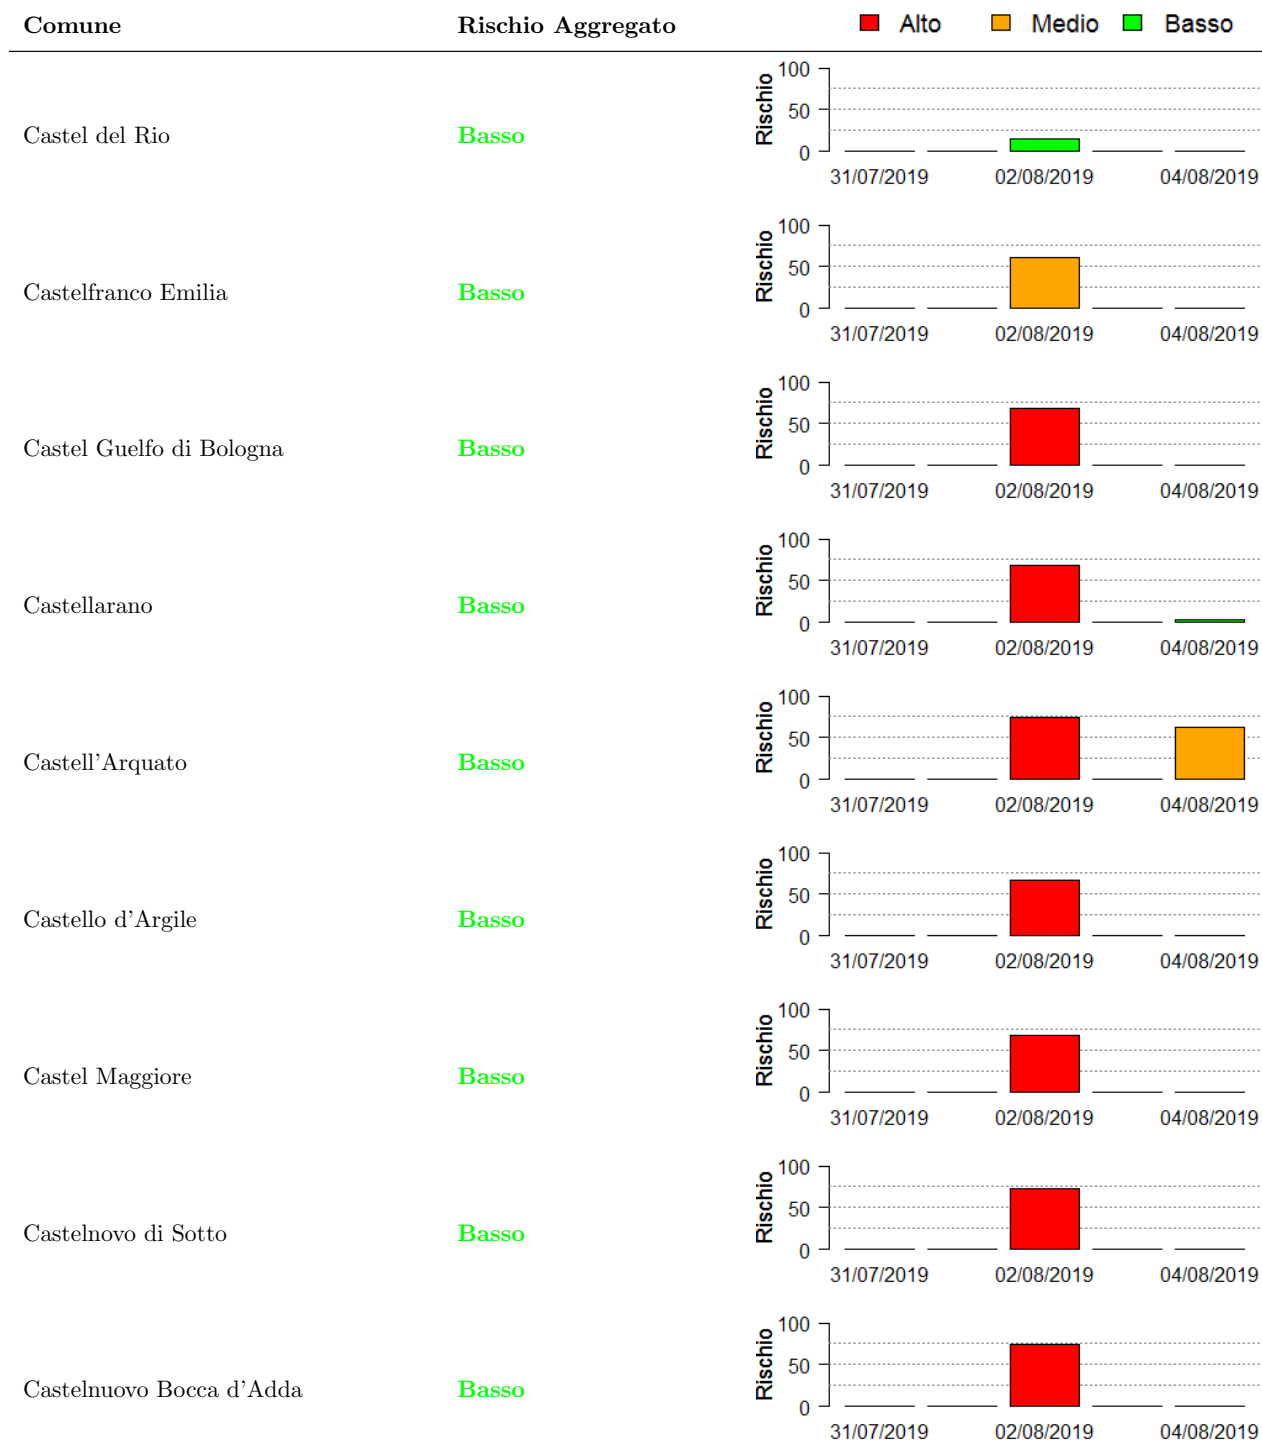 Comune Rischio Aggregato Alto Medio Basso
Castel del Rio Basso
Rischio
100
50
0
31/07/2019 02/08/2019 04/08/2019
Castelfranco Emilia Basso
Rischio
100
50
0
31/07/2019 02/08/2019 04/08/2019
Castel Guelfo di Bologna Basso
Rischio
100
50
0
31/07/2019 02/08/2019 04/08/2019
Castellarano Basso
Rischio
100
50
0
31/07/2019 02/08/2019 04/08/2019
Castell'Arquato Basso
Rischio
100
50
0
31/07/2019 02/08/2019 04/08/2019
Castello d'Argile Basso
Rischio
100
50
0
31/07/2019 02/08/2019 04/08/2019
Castel Maggiore Basso
Rischio
100
50
0
31/07/2019 02/08/2019 04/08/2019
Castelnovo di Sotto Basso
Rischio
100
50
0
31/07/2019 02/08/2019 04/08/2019
Castelnuovo Bocca d'Adda Basso
Rischio
100
50
0
31/07/2019 02/08/2019 04/08/2019